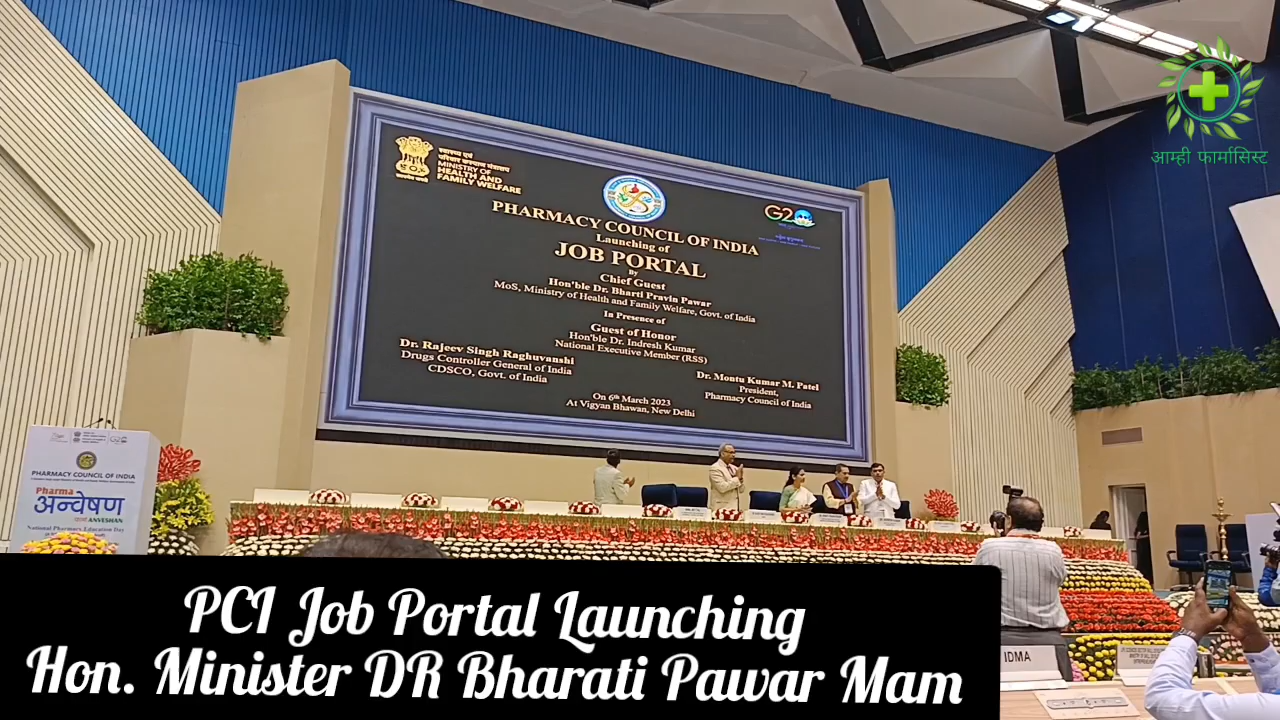 आम्ही फार्मासिस्ट
स्वास्थ्य एवं
परिवार कल्याण मंत्रालय
MINISTRY OF
HEALTH AND
FAMILY WELFARE
G20
PHARMACY COUNCIL OF INDIA
Launching of
JOB PORTAL
By
Chief Guest
Hon'ble Dr. Bharti Pravin Pawar
MoS, Ministry of Health and Family Welfare, Govt. of India
In Presence of
Guest of Honor
Hon'ble Dr. Indresh Kumar
National Executive Member (RSS)
Dr. Rajeev Singh Raghuvanshi
Drugs Controller General of India
CDSCO, Govt. of India
Dr. Montu Kumar M. Patel
President,
Pharmacy Council of India
On 6th March 2023
At Vigyan Bhawan, New Delhi
PHARMACY COUNCIL OF INDIA
Pharma
अन्वेषण
ANVESHAN
National Pharmacy Education Day
IDMA
PCI Job Portal Launching
Hon. Minister DR Bharati Pawar Mam